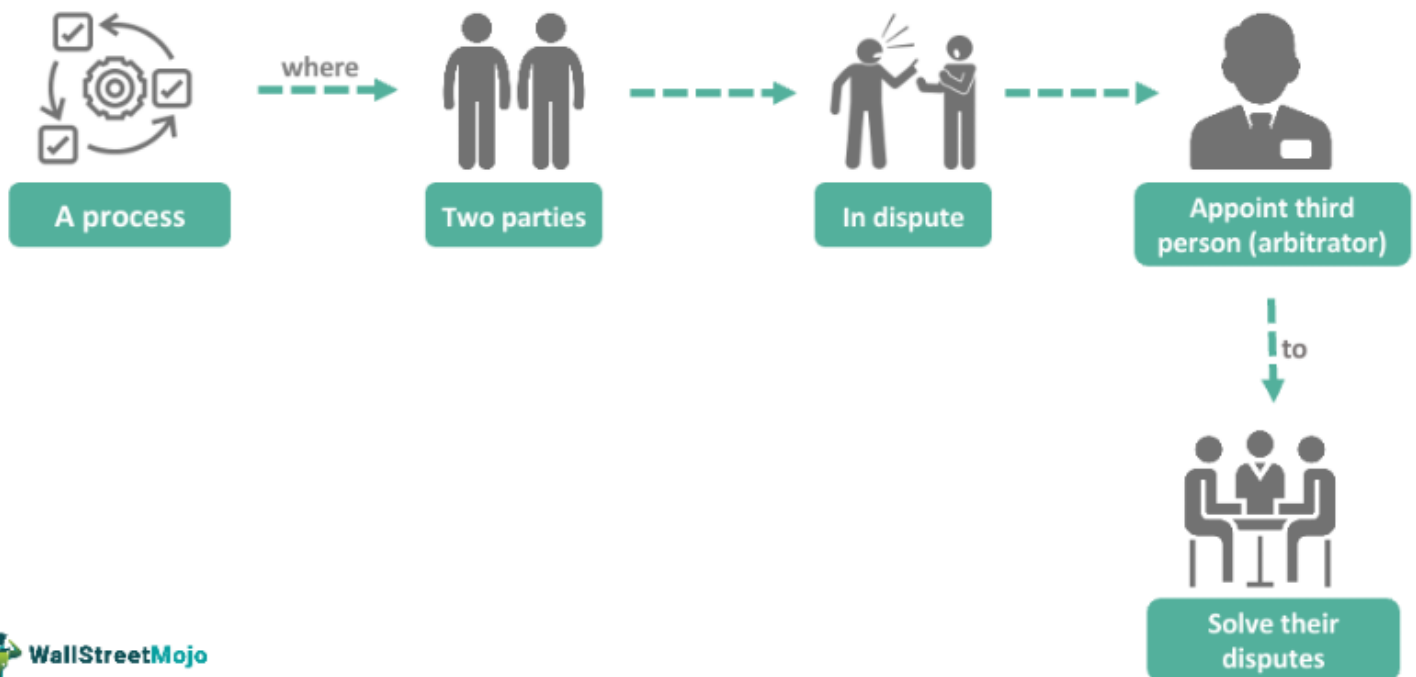 where
A process
Two parties
In dispute
Appoint third
person (arbitrator)
to
Solve their
disputes
WallStreetMojo